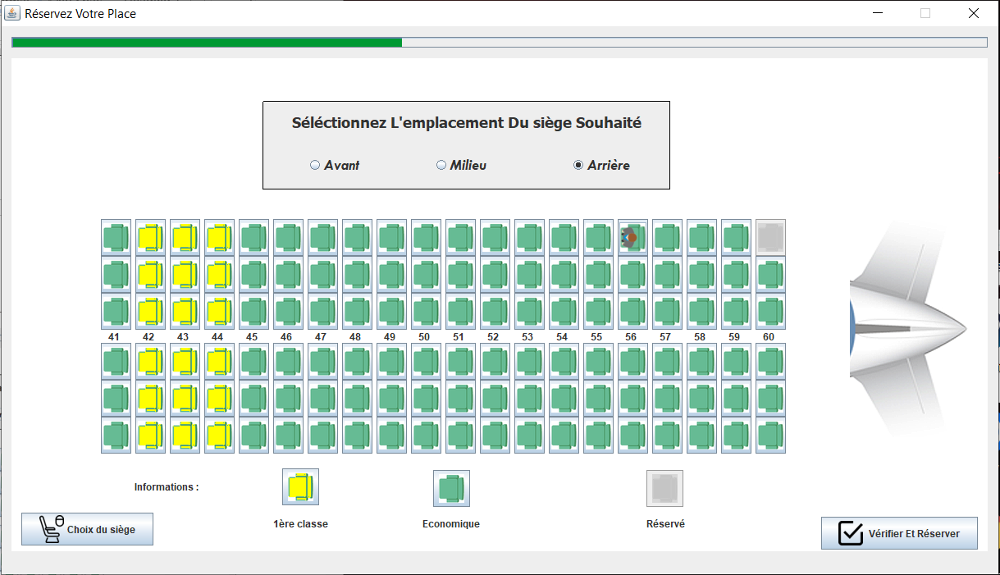 Réservez Votre Place
Séléctionnez L'emplacement Du siège Souhaité
Avant Milieu Arrière
41 42 43 44 45 46 47 48 49 50 51 52 53 54 55 56 57 58 59 60
Informations :
1ère classe Economique Réservé
Choix du siège
Vérifier Et Réserver